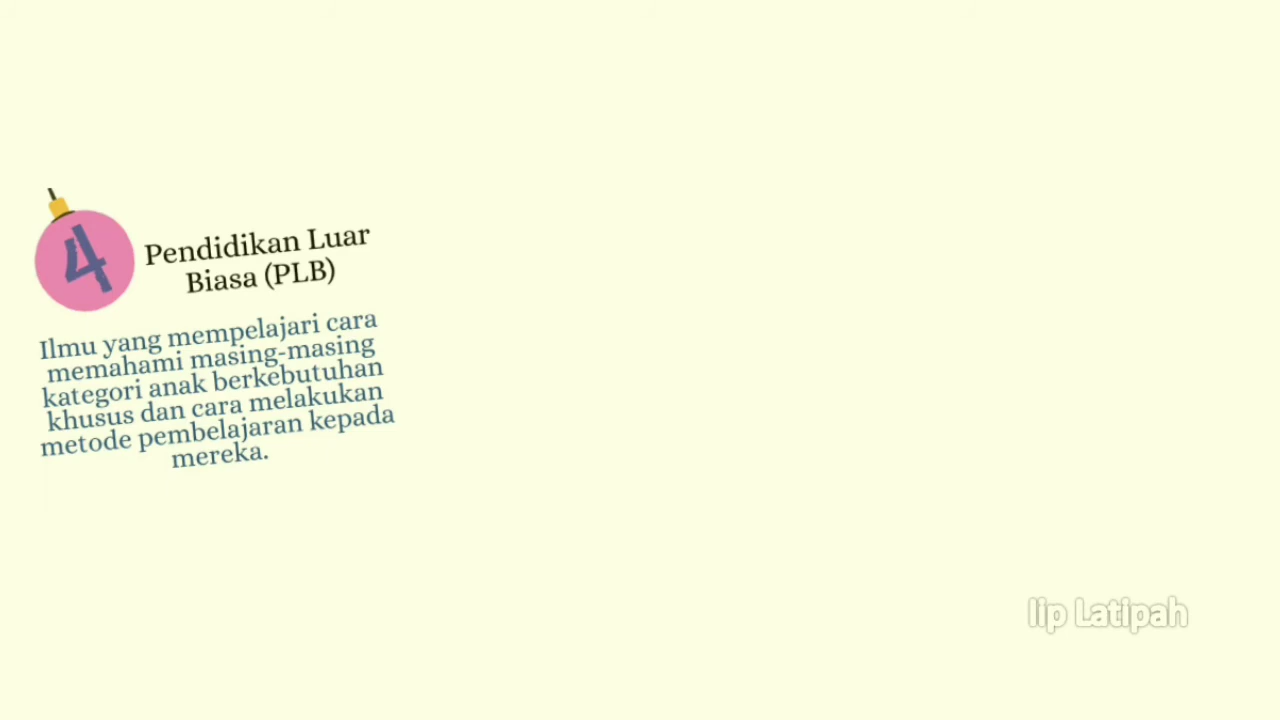 4
Pendidikan Luar
Biasa (PLB)
Ilmu yang mempelajari cara
memahami masing-masing
kategori anak berkebutuhan
khusus dan cara melakukan
metode pembelajaran kepada
mereka.
Iip Latipah